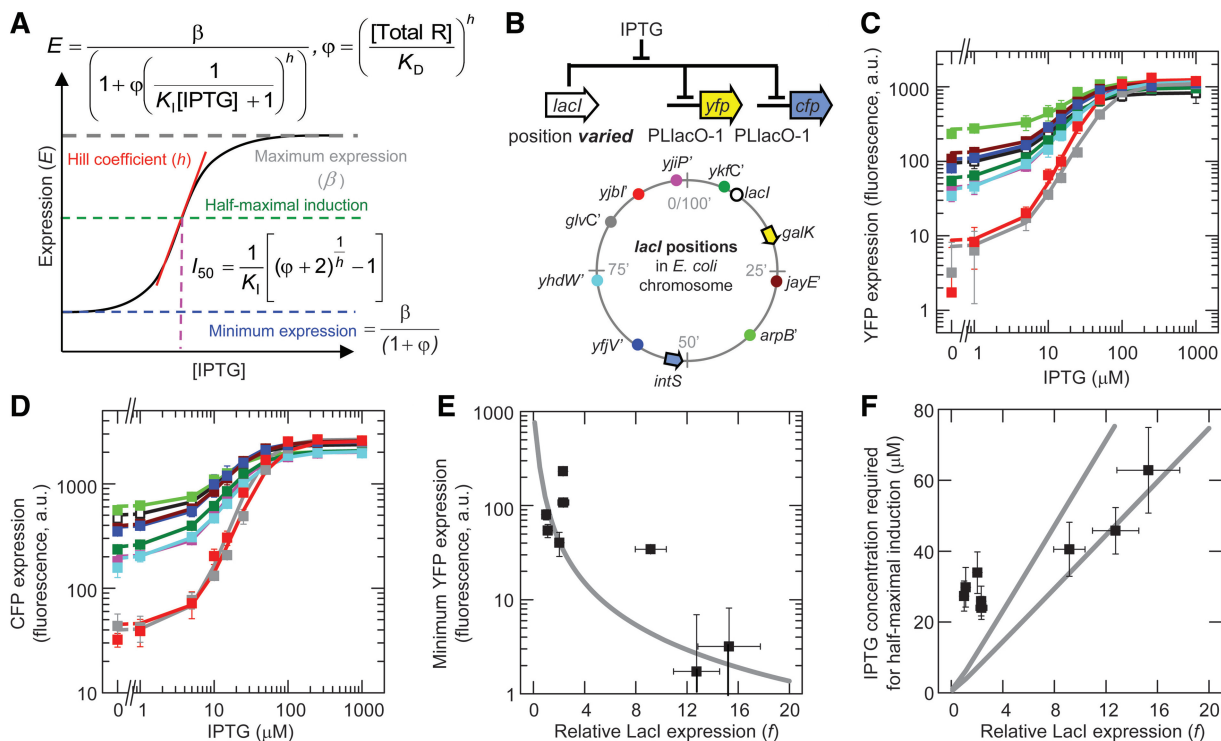 A
E = β / (1 + φ (1 / (K_I[IPTG] + 1))^h) , φ = ([Total R] / K_D)^h
Hill coefficient (h)
Maximum expression
(β)
Half-maximal induction
I_50 = 1/K_I [(φ + 2)^(1/h) − 1]
Minimum expression = β / (1 + φ)
Expression (E)
[IPTG]
B
IPTG
lacI
yfp
cfp
position varied
PLlacO-1
PLlacO-1
yjiP’
ykfC’
yjbI’
lacI
0/100’
glvC’
galK
lacI positions
in E. coli
chromosome
75’
25’
yhdW’
jayE’
arpB’
yfjV’
50’
intS
C
YFP expression (fluorescence, a.u.)
1000
100
10
1
0
1
10
100
1000
IPTG (μM)
D
CFP expression
(fluorescence, a.u.)
1000
100
10
0
1
10
100
1000
IPTG (μM)
E
Minimum YFP expression
(fluorescence, a.u.)
1000
100
10
1
0
4
8
12
16
20
Relative LacI expression (f)
F
IPTG concentration required
for half-maximal induction (μM)
80
60
40
20
0
0
4
8
12
16
20
Relative LacI expression (f)